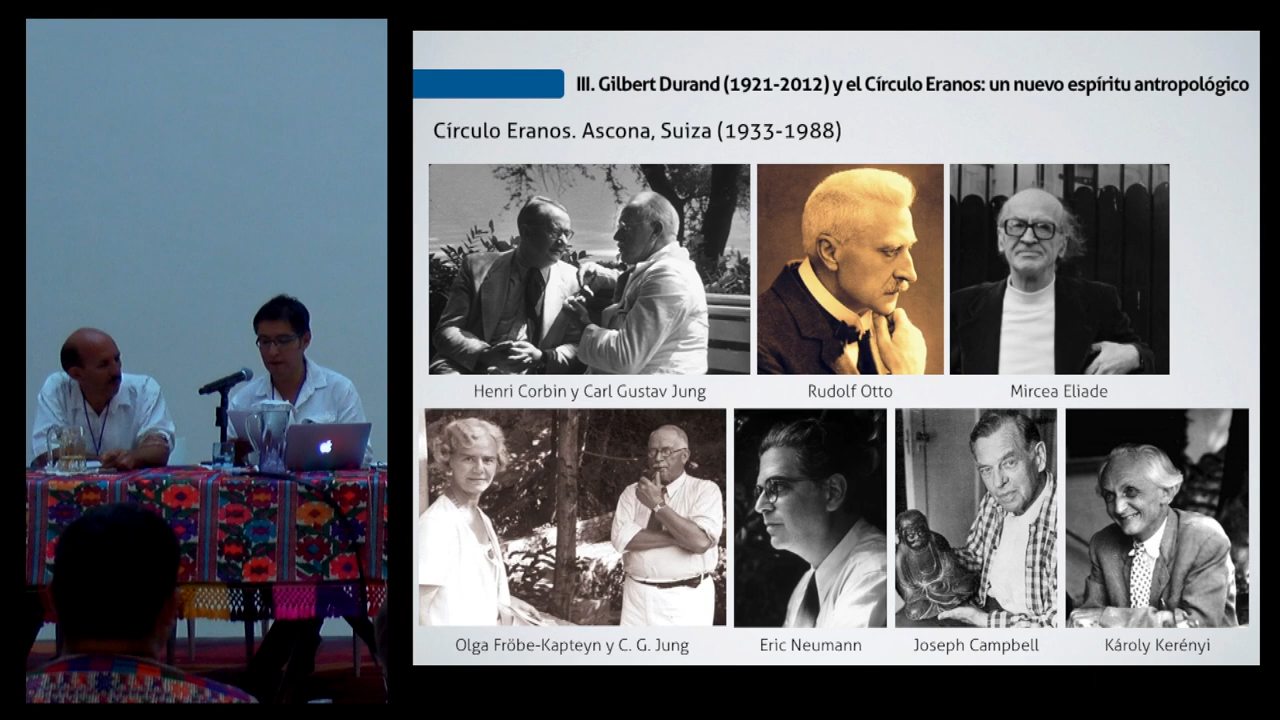 III. Gilbert Durand (1921-2012) y el Círculo Eranos: un nuevo espíritu antropológico
Círculo Eranos. Ascona, Suiza (1933-1988)
Henri Corbin y Carl Gustav Jung
Rudolf Otto
Mircea Eliade
Olga Fröbe-Kapteyn y C. G. Jung
Eric Neumann
Joseph Campbell
Károly Kerényi